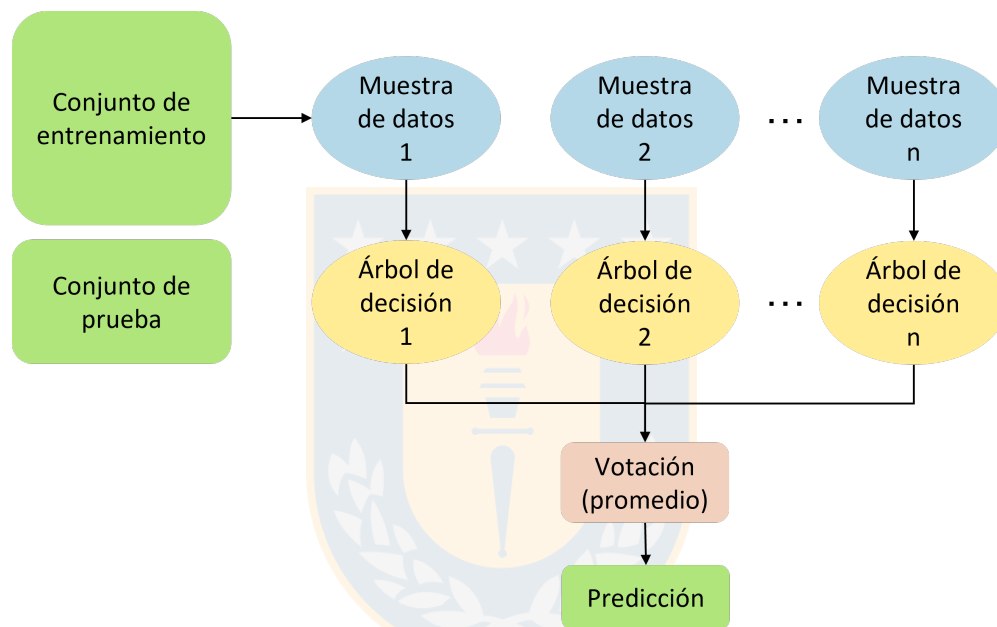 Conjunto de
entrenamiento
Muestra
de datos
1
Muestra
de datos
2
...
Muestra
de datos
n
Conjunto de
prueba
Árbol de
decisión
1
Árbol de
decisión
2
...
Árbol de
decisión
n
Votación
(promedio)
Predicción